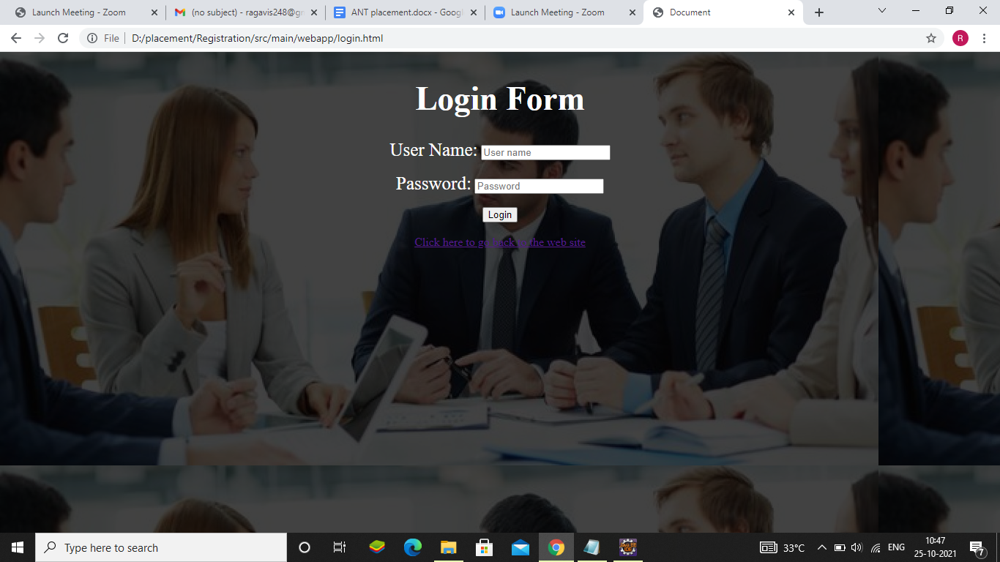 Launch Meeting - Zoom
(no subject) - ragavis248@gm
ANT placement.docx - Googl
Launch Meeting - Zoom
Document
File
D:/placement/Registration/src/main/webapp/login.html
R
Login Form
User Name: User name
Password: Password
Login
Click here to go back to the web site
Type here to search
33°C
ENG
10:47
25-10-2021
7